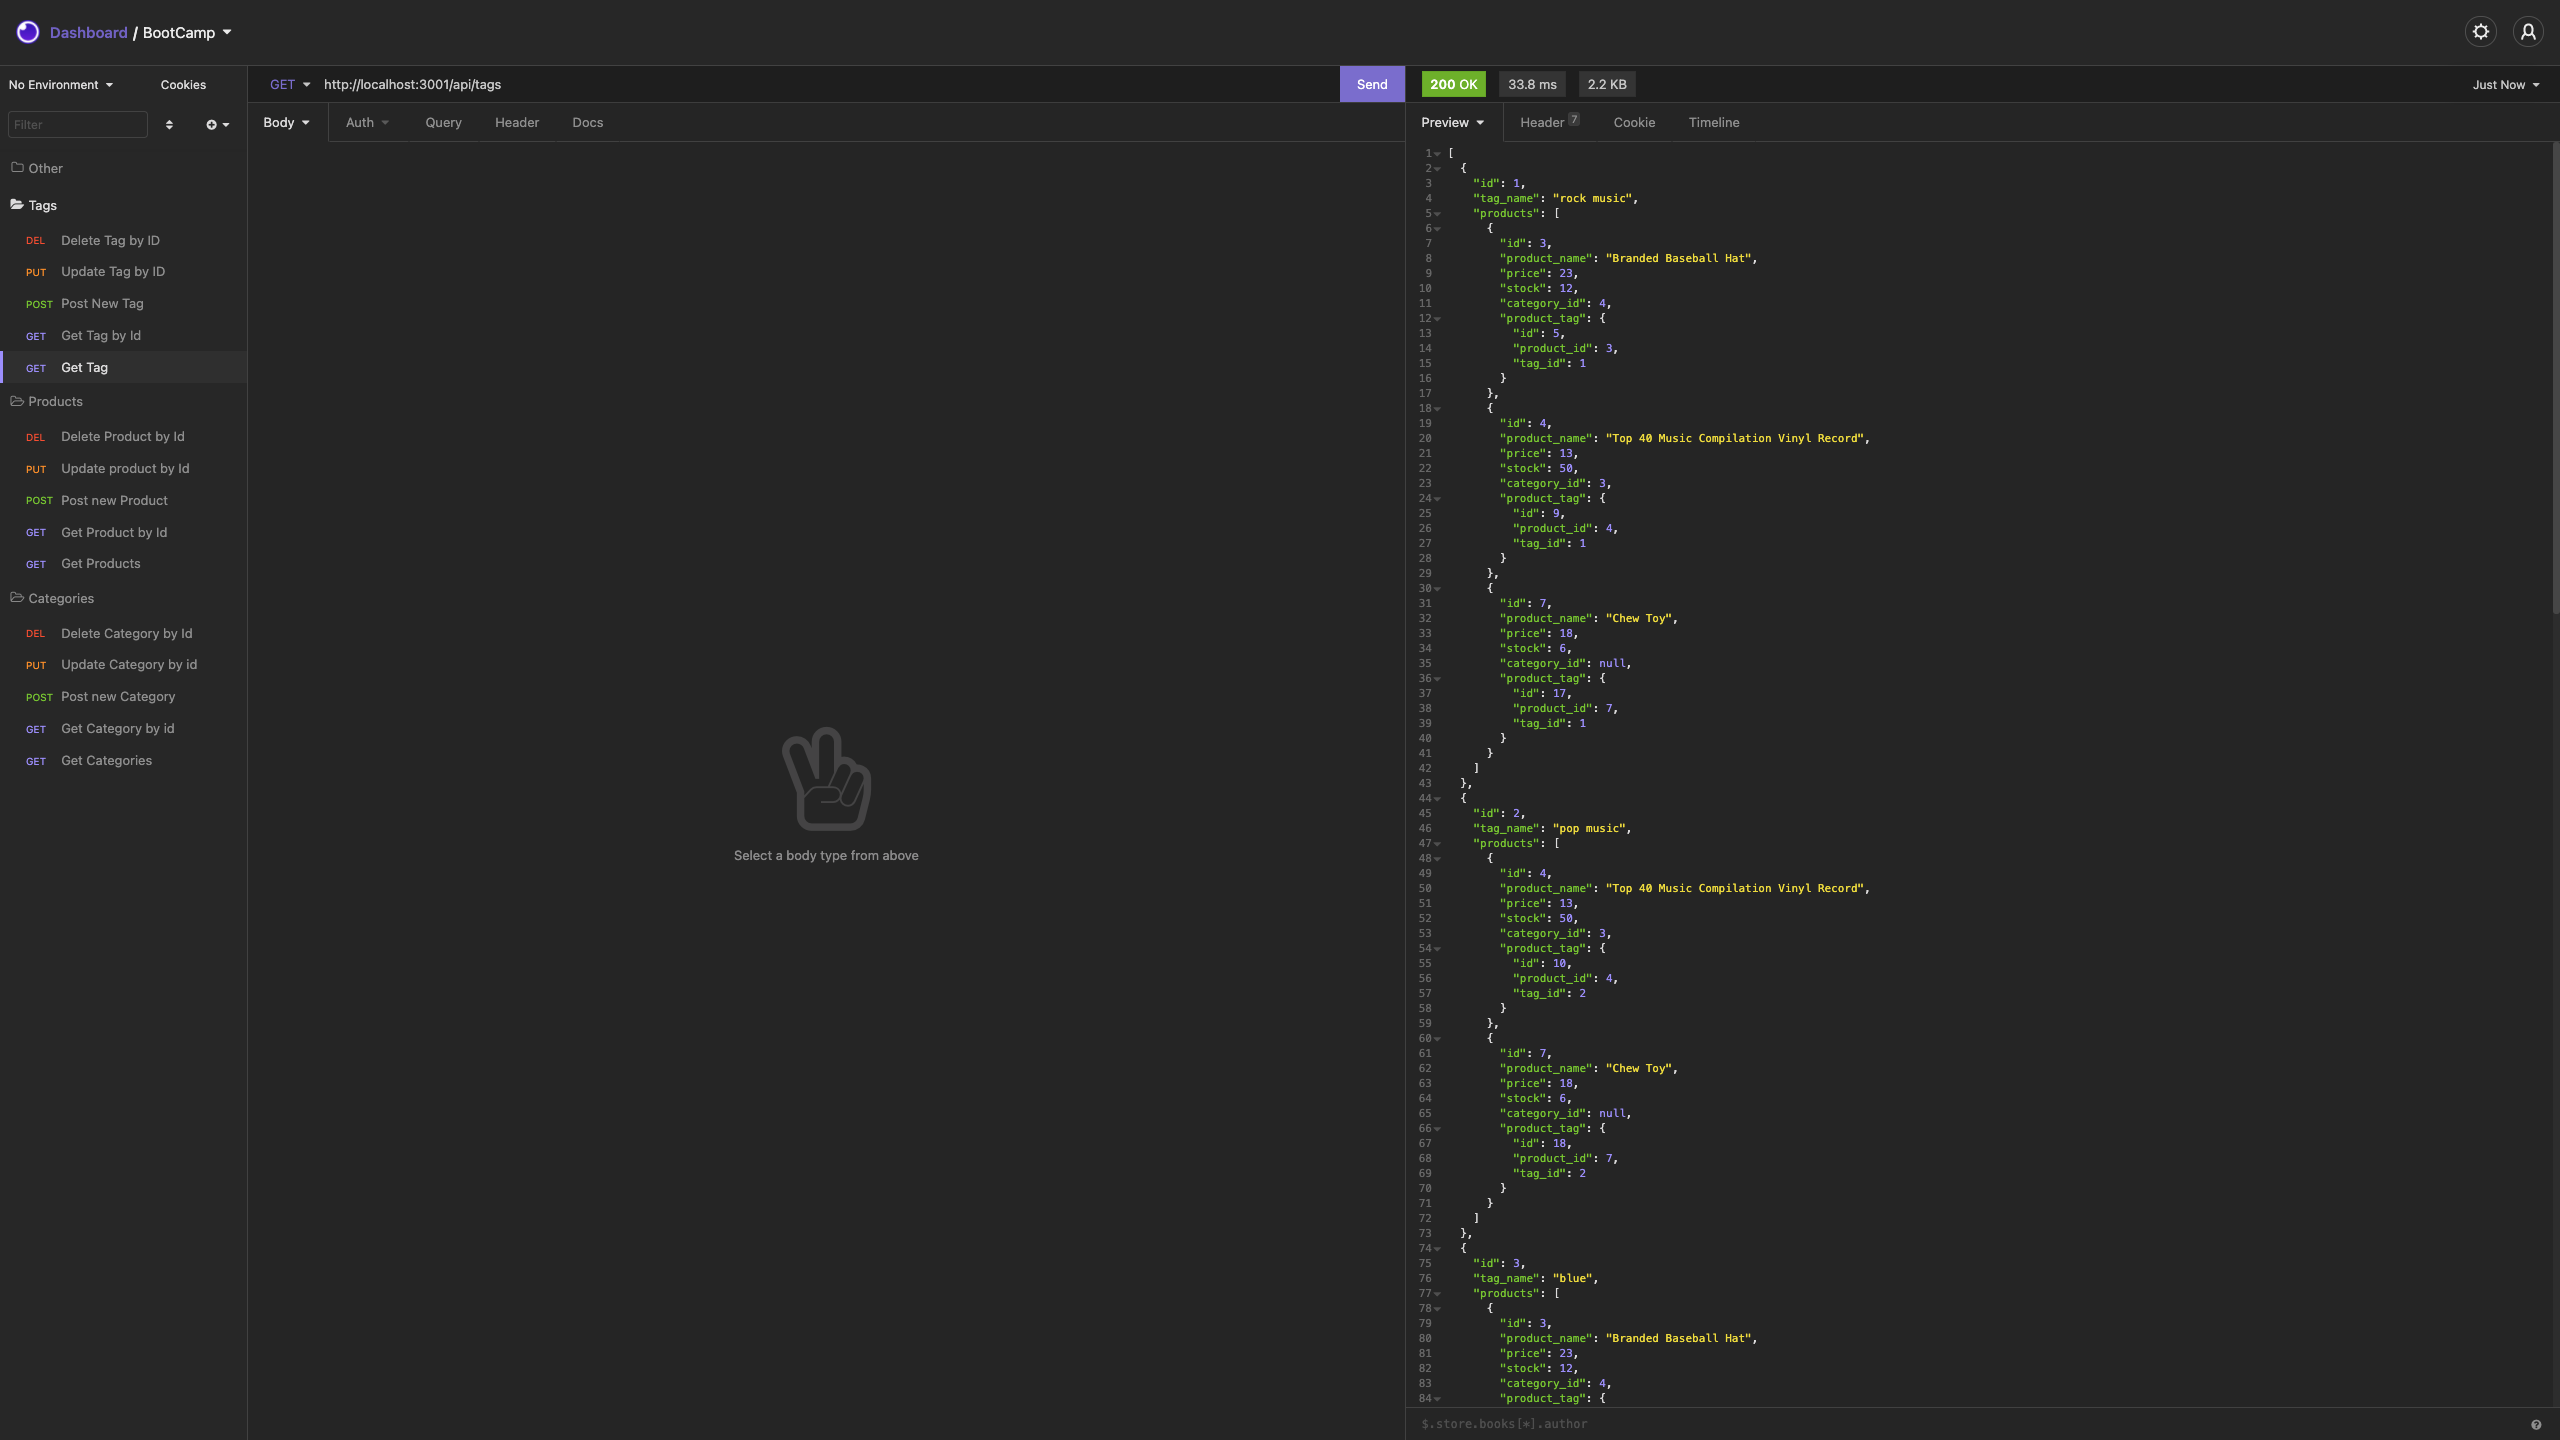 Dashboard / BootCamp
No Environment Cookies
Filter
Other
Tags
DEL Delete Tag by ID
PUT Update Tag by ID
POST Post New Tag
GET Get Tag by Id
GET Get Tag
Products
DEL Delete Product by Id
PUT Update product by Id
POST Post new Product
GET Get Product by Id
GET Get Products
Categories
DEL Delete Category by Id
PUT Update Category by id
POST Post new Category
GET Get Category by id
GET Get Categories
GET http://localhost:3001/api/tags Send
Body Auth Query Header Docs
Select a body type from above
200 OK 33.8 ms 2.2 KB Just Now
Preview Header 7 Cookie Timeline
1 [
2 {
3 "id": 1,
4 "tag_name": "rock music",
5 "products": [
6 {
7 "id": 3,
8 "product_name": "Branded Baseball Hat",
9 "price": 23,
10 "stock": 12,
11 "category_id": 4,
12 "product_tag": {
13 "id": 5,
14 "product_id": 3,
15 "tag_id": 1
16 }
17 },
18 {
19 "id": 4,
20 "product_name": "Top 40 Music Compilation Vinyl Record",
21 "price": 13,
22 "stock": 50,
23 "category_id": 3,
24 "product_tag": {
25 "id": 9,
26 "product_id": 4,
27 "tag_id": 1
28 }
29 },
30 {
31 "id": 7,
32 "product_name": "Chew Toy",
33 "price": 18,
34 "stock": 6,
35 "category_id": null,
36 "product_tag": {
37 "id": 17,
38 "product_id": 7,
39 "tag_id": 1
40 }
41 }
42 ]
43 },
44 {
45 "id": 2,
46 "tag_name": "pop music",
47 "products": [
48 {
49 "id": 4,
50 "product_name": "Top 40 Music Compilation Vinyl Record",
51 "price": 13,
52 "stock": 50,
53 "category_id": 3,
54 "product_tag": {
55 "id": 10,
56 "product_id": 4,
57 "tag_id": 2
58 }
59 },
60 {
61 "id": 7,
62 "product_name": "Chew Toy",
63 "price": 18,
64 "stock": 6,
65 "category_id": null,
66 "product_tag": {
67 "id": 18,
68 "product_id": 7,
69 "tag_id": 2
70 }
71 }
72 ]
73 },
74 {
75 "id": 3,
76 "tag_name": "blue",
77 "products": [
78 {
79 "id": 3,
80 "product_name": "Branded Baseball Hat",
81 "price": 23,
82 "stock": 12,
83 "category_id": 4,
84 "product_tag": {
$.store.books[*].author